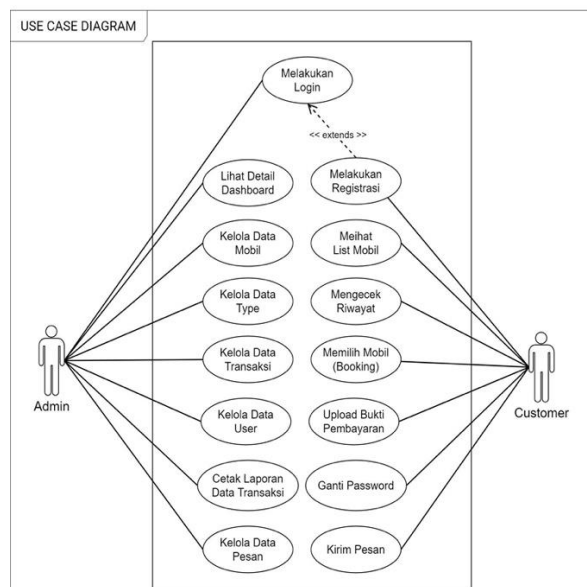 USE CASE DIAGRAM
Melakukan
Login
<< extends >>
Lihat Detail
Dashboard
Melakukan
Registrasi
Kelola Data
Mobil
Meihat
List Mobil
Kelola Data
Type
Mengecek
Riwayat
Kelola Data
Transaksi
Memilih Mobil
(Booking)
Admin
Customer
Kelola Data
User
Upload Bukti
Pembayaran
Cetak Laporan
Data Transaksi
Ganti Password
Kelola Data
Pesan
Kirim Pesan